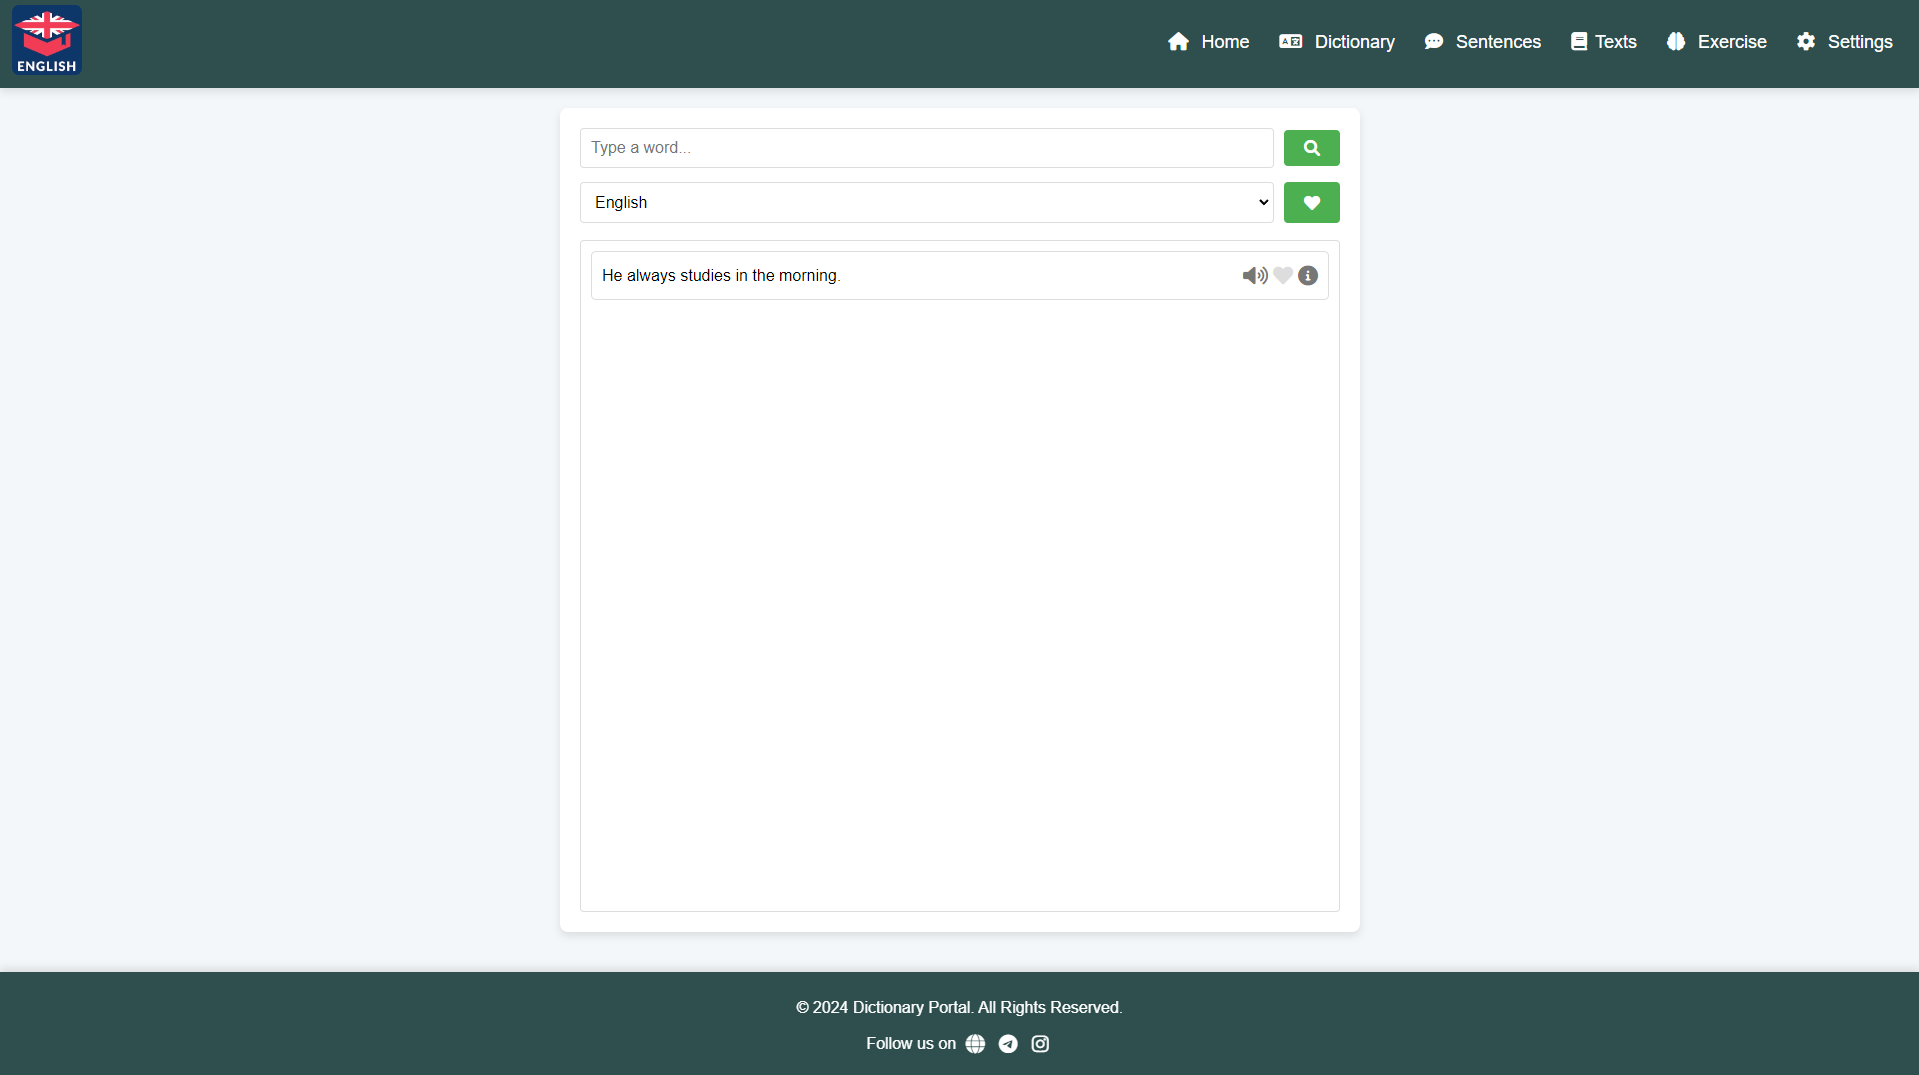 ENGLISH
Home Dictionary Sentences Texts Exercise Settings
Type a word...
English
He always studies in the morning.
© 2024 Dictionary Portal. All Rights Reserved.
Follow us on